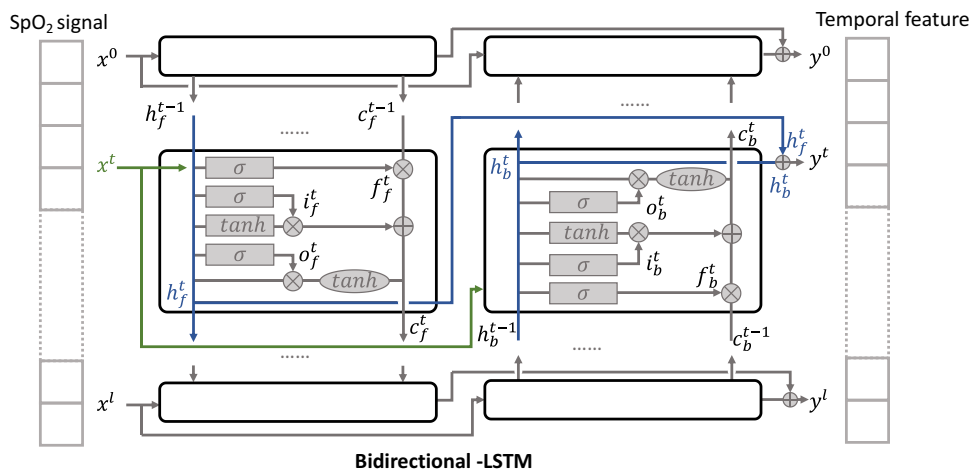 SpO₂ signal
Temporal feature
x⁰
y⁰
h_f^{t-1}
c_f^{t-1}
......
......
c_b^t
h_f^t
x^t
σ
f_f^t
h_b^t
tanh
y^t
h_b^t
σ
i_f^t
σ
o_b^t
tanh
tanh
σ
o_f^t
σ
i_b^t
tanh
h_f^t
σ
f_b^t
c_f^t
h_b^{t-1}
c_b^{t-1}
......
......
x^l
y^l
Bidirectional -LSTM